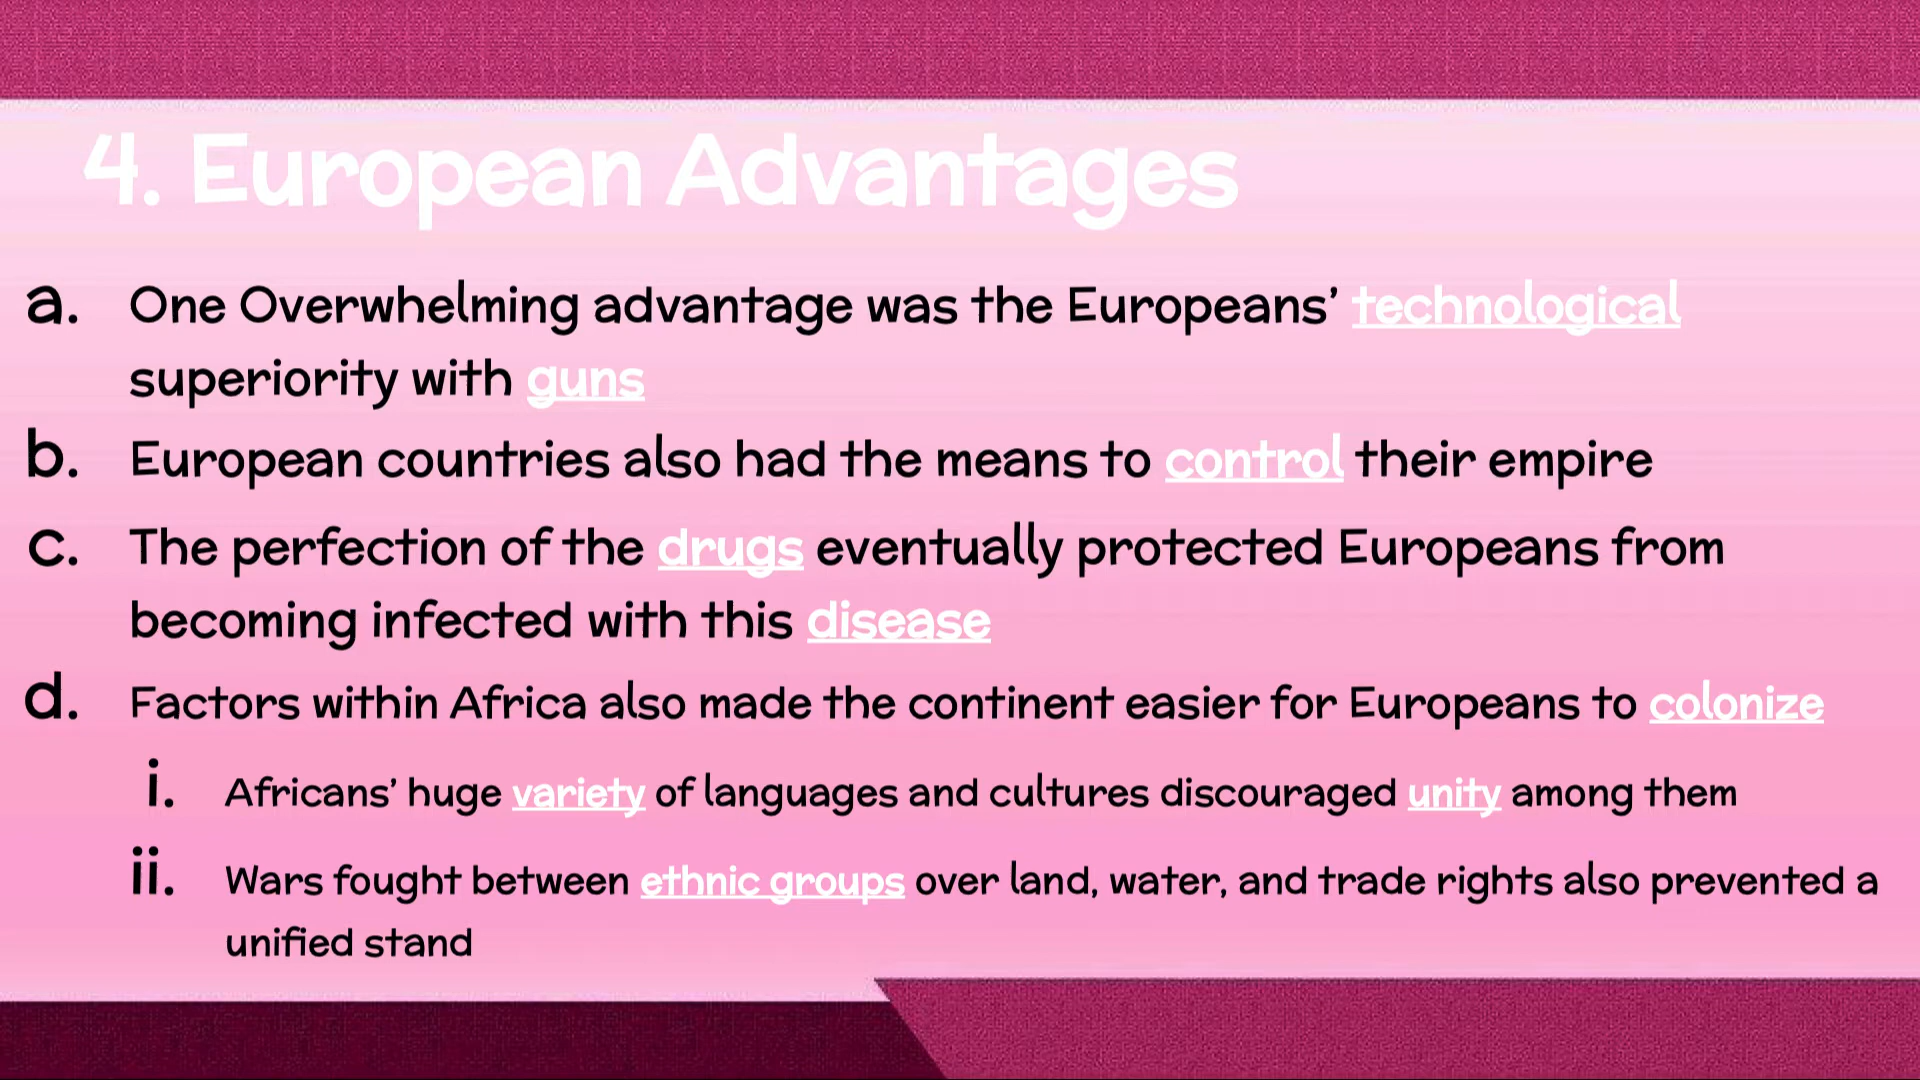 4. European Advantages
a. One Overwhelming advantage was the Europeans’ technological
superiority with guns
b. European countries also had the means to control their empire
c. The perfection of the drugs eventually protected Europeans from
becoming infected with this disease
d. Factors within Africa also made the continent easier for Europeans to colonize
i. Africans’ huge variety of languages and cultures discouraged unity among them
ii. Wars fought between ethnic groups over land, water, and trade rights also prevented a
unified stand